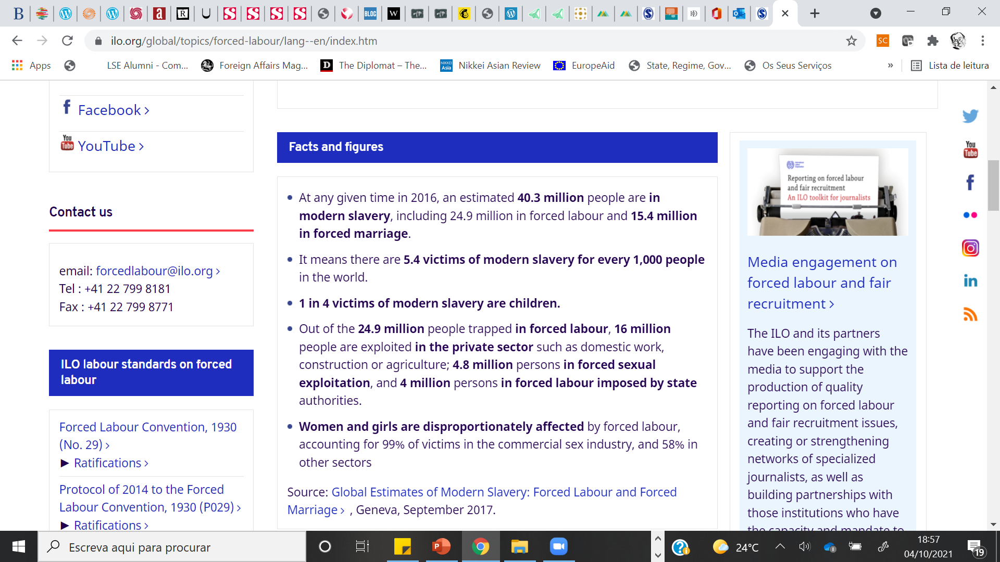 ilo.org/global/topics/forced-labour/lang--en/index.htm
Apps
LSE Alumni - Com...
Foreign Affairs Mag...
The Diplomat – The...
Nikkei Asian Review
EuropeAid
State, Regime, Gov...
Os Seus Serviços
»
Lista de leitura
Facebook ›
YouTube ›
Contact us
email: forcedlabour@ilo.org ›
Tel : +41 22 799 8181
Fax : +41 22 799 8771
ILO labour standards on forced
labour
Forced Labour Convention, 1930
(No. 29) ›
► Ratifications ›
Protocol of 2014 to the Forced
Labour Convention, 1930 (P029) ›
► Ratifications ›
Facts and figures
• At any given time in 2016, an estimated 40.3 million people are in
modern slavery, including 24.9 million in forced labour and 15.4 million
in forced marriage.
• It means there are 5.4 victims of modern slavery for every 1,000 people
in the world.
• 1 in 4 victims of modern slavery are children.
• Out of the 24.9 million people trapped in forced labour, 16 million
people are exploited in the private sector such as domestic work,
construction or agriculture; 4.8 million persons in forced sexual
exploitation, and 4 million persons in forced labour imposed by state
authorities.
• Women and girls are disproportionately affected by forced labour,
accounting for 99% of victims in the commercial sex industry, and 58% in
other sectors
Source: Global Estimates of Modern Slavery: Forced Labour and Forced
Marriage › , Geneva, September 2017.
Reporting on forced labour
and fair recruitment
An ILO toolkit for journalists
Media engagement on
forced labour and fair
recruitment ›
The ILO and its partners
have been engaging with the
media to support the
production of quality
reporting on forced labour
and fair recruitment issues,
creating or strengthening
networks of specialized
journalists, as well as
building partnerships with
those institutions who have
the capacity and mandate to
You
Tube
Escreva aqui para procurar
24°C
18:57
04/10/2021
19